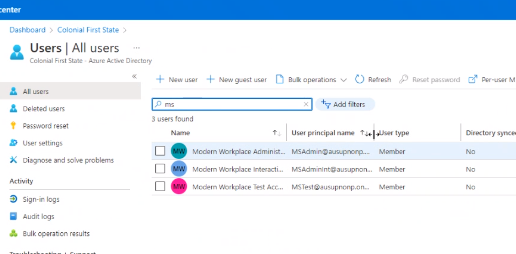 center
Dashboard > Colonial First State >
Users | All users ...
Colonial First State - Azure Active Directory
All users
Deleted users
Password reset
User settings
Diagnose and solve problems
Activity
Sign-in logs
Audit logs
Bulk operation results
+ New user + New guest user Bulk operations Refresh Reset password Per-user M
ms
Add filters
3 users found
Name User principal name User type Directory synced
MW Modern Workplace Administ... MSAdmin@ausupnonp.... Member No
MW Modern Workplace Interacti... MSAdminInt@ausupnonp... Member No
MW Modern Workplace Test Acc... MSTest@ausupnonp.on... Member No
Troubleshooting + Support